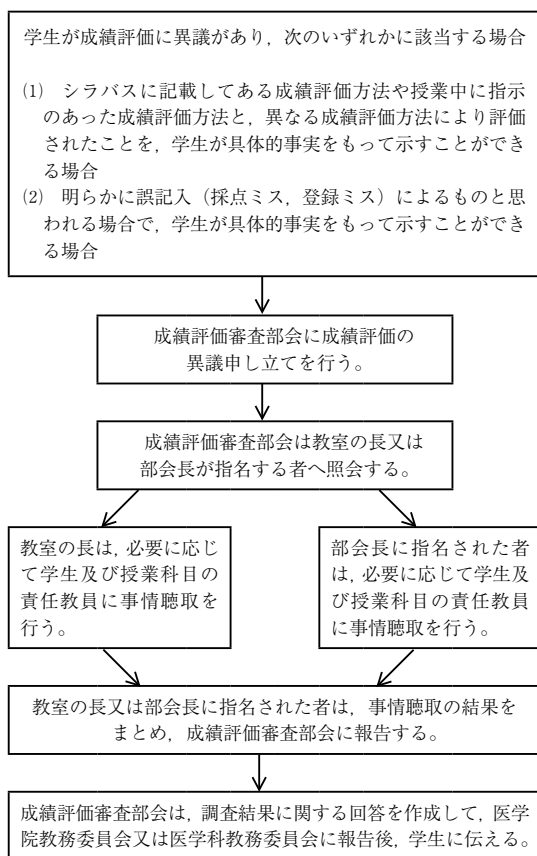 学生が成績評価に異議があり，次のいずれかに該当する場合
⑴　シラバスに記載してある成績評価方法や授業中に指示
のあった成績評価方法と，異なる成績評価方法により評価
されたことを，学生が具体的事実をもって示すことができ
る場合
⑵　明らかに誤記入（採点ミス，登録ミス）によるものと思
われる場合で，学生が具体的事実をもって示すことができ
る場合
成績評価審査部会に成績評価の
異議申し立てを行う。
成績評価審査部会は教室の長又は
部会長が指名する者へ照会する。
教室の長は，必要に応じ
て学生及び授業科目の
責任教員に事情聴取を
行う。
部会長に指名された者
は，必要に応じて学生及
び授業科目の責任教員
に事情聴取を行う。
教室の長又は部会長に指名された者は，事情聴取の結果を
まとめ，成績評価審査部会に報告する。
成績評価審査部会は，調査結果に関する回答を作成して，医学
院教務委員会又は医学科教務委員会に報告後，学生に伝える。